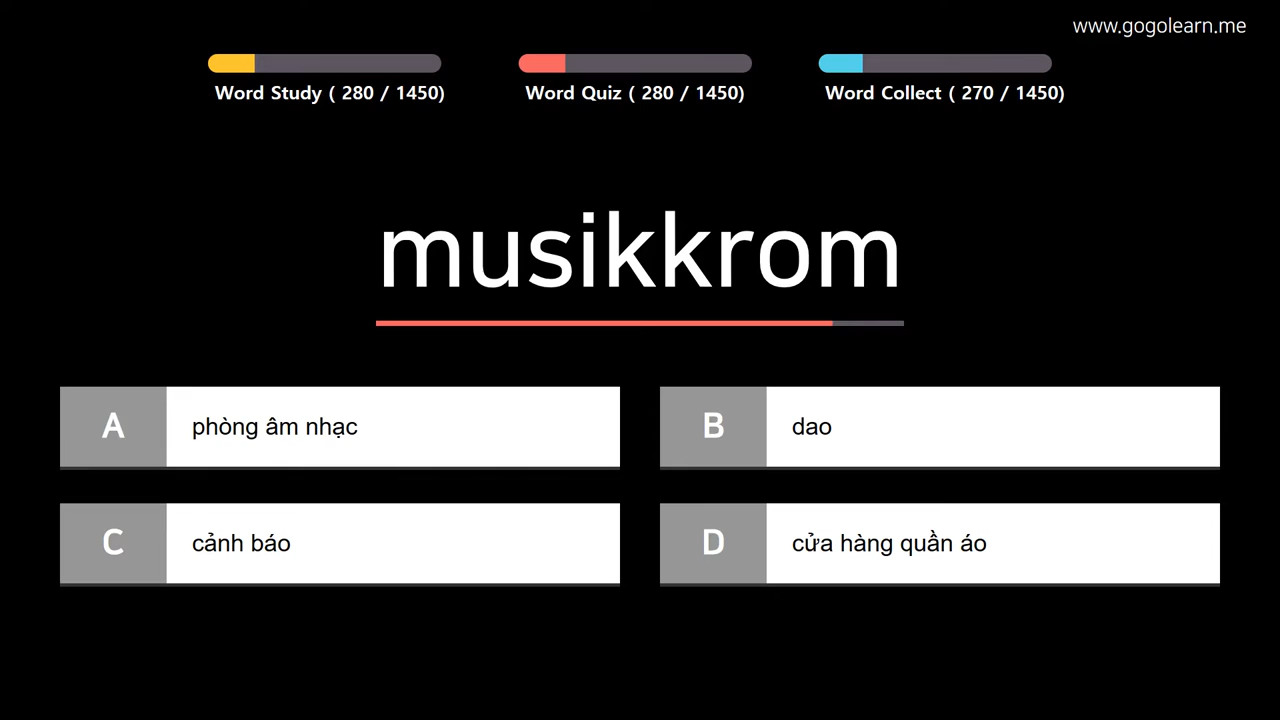 www.gogolearn.me
Word Study ( 280 / 1450)
Word Quiz ( 280 / 1450)
Word Collect ( 270 / 1450)
musikkrom
A phòng âm nhạc
B dao
C cảnh báo
D cửa hàng quần áo